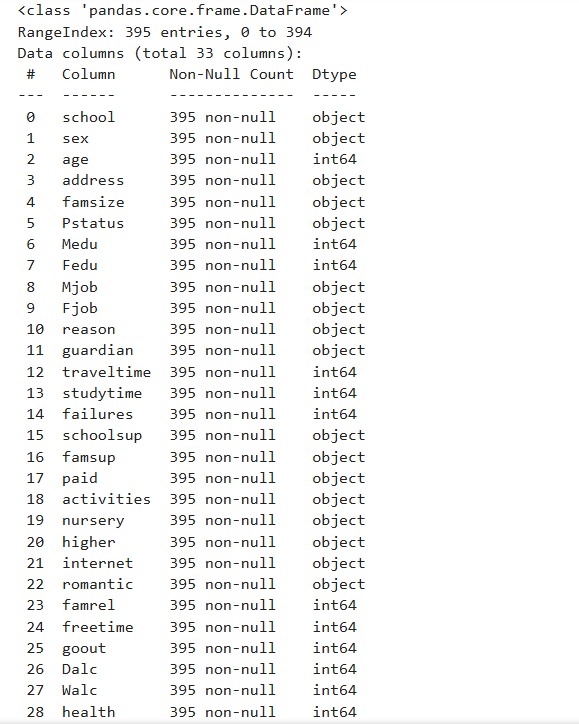 <class 'pandas.core.frame.DataFrame'>
RangeIndex: 395 entries, 0 to 394
Data columns (total 33 columns):
 #   Column      Non-Null Count  Dtype
---  ------      --------------  -----
 0   school      395 non-null    object
 1   sex         395 non-null    object
 2   age         395 non-null    int64
 3   address     395 non-null    object
 4   famsize     395 non-null    object
 5   Pstatus     395 non-null    object
 6   Medu        395 non-null    int64
 7   Fedu        395 non-null    int64
 8   Mjob        395 non-null    object
 9   Fjob        395 non-null    object
 10  reason      395 non-null    object
 11  guardian    395 non-null    object
 12  traveltime  395 non-null    int64
 13  studytime   395 non-null    int64
 14  failures    395 non-null    int64
 15  schoolsup   395 non-null    object
 16  famsup      395 non-null    object
 17  paid        395 non-null    object
 18  activities  395 non-null    object
 19  nursery     395 non-null    object
 20  higher      395 non-null    object
 21  internet    395 non-null    object
 22  romantic    395 non-null    object
 23  famrel      395 non-null    int64
 24  freetime    395 non-null    int64
 25  goout       395 non-null    int64
 26  Dalc        395 non-null    int64
 27  Walc        395 non-null    int64
 28  health      395 non-null    int64